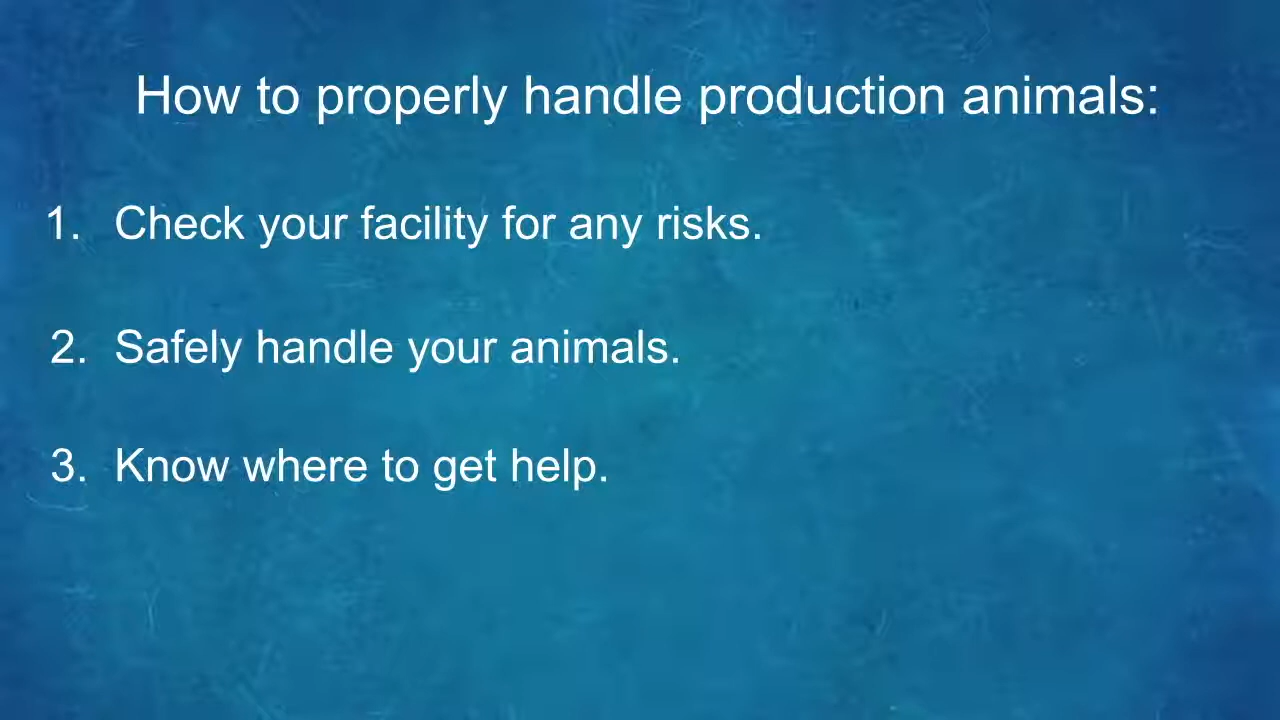 How to properly handle production animals:
1. Check your facility for any risks.
2. Safely handle your animals.
3. Know where to get help.